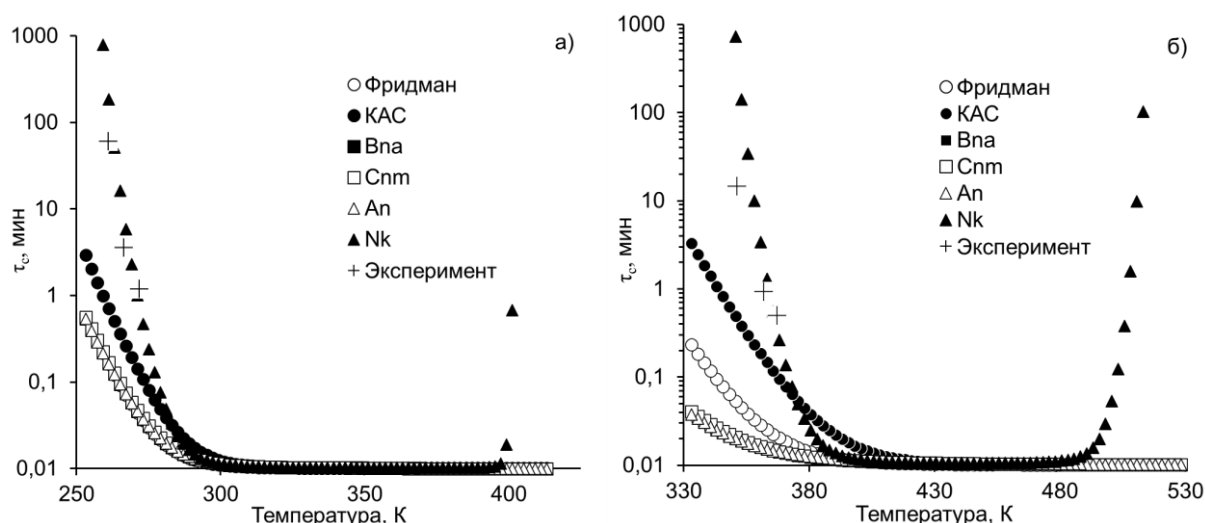 а)
1000
100
10
1
0,1
0,01
τc, мин
Фридман
КАС
Bna
Cnm
An
Nk
Эксперимент
250
300
350
400
Температура, К
б)
1000
100
10
1
0,1
0,01
τc, мин
Фридман
КАС
Bna
Cnm
An
Nk
Эксперимент
330
380
430
480
530
Температура, К